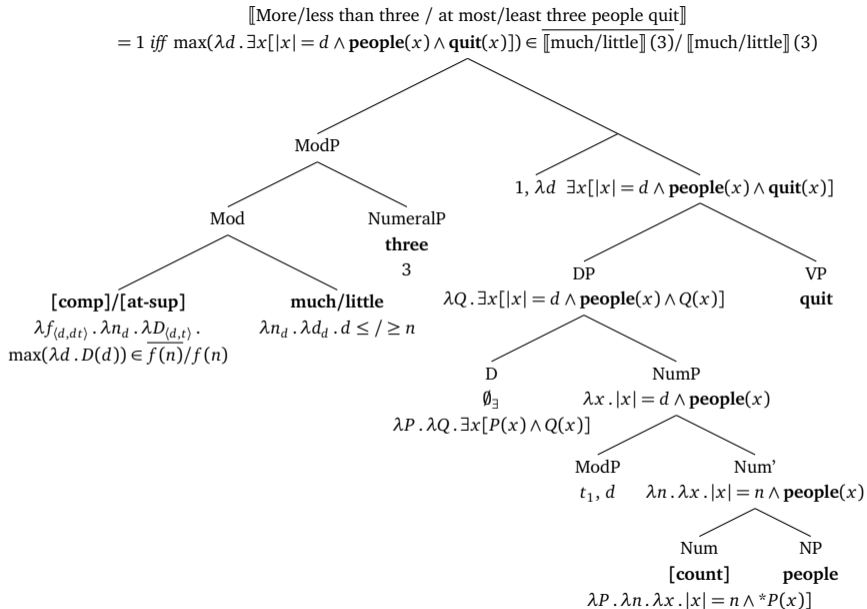 ⟦More/less than three / at most/least three people quit⟧
= 1 iff max(λd . ∃x[|x| = d ∧ people(x) ∧ quit(x)]) ∈ \overline{⟦much/little⟧ (3)}/ ⟦much/little⟧ (3)
ModP
1, λd ∃x[|x| = d ∧ people(x) ∧ quit(x)]
Mod NumeralP
three
3
DP VP
λQ . ∃x[|x| = d ∧ people(x) ∧ Q(x)] quit
[comp]/[at-sup] much/little
λf⟨d,dt⟩ . λn_d . λD⟨d,t⟩ . λn_d . λd_d . d ≤ / ≥ n
max(λd . D(d)) ∈ \overline{f(n)}/f(n)
D NumP
∅∃ λx . |x| = d ∧ people(x)
λP . λQ . ∃x[P(x) ∧ Q(x)]
ModP Num’
t₁, d λn . λx . |x| = n ∧ people(x)
Num NP
[count] people
λP . λn . λx . |x| = n ∧ *P(x)]